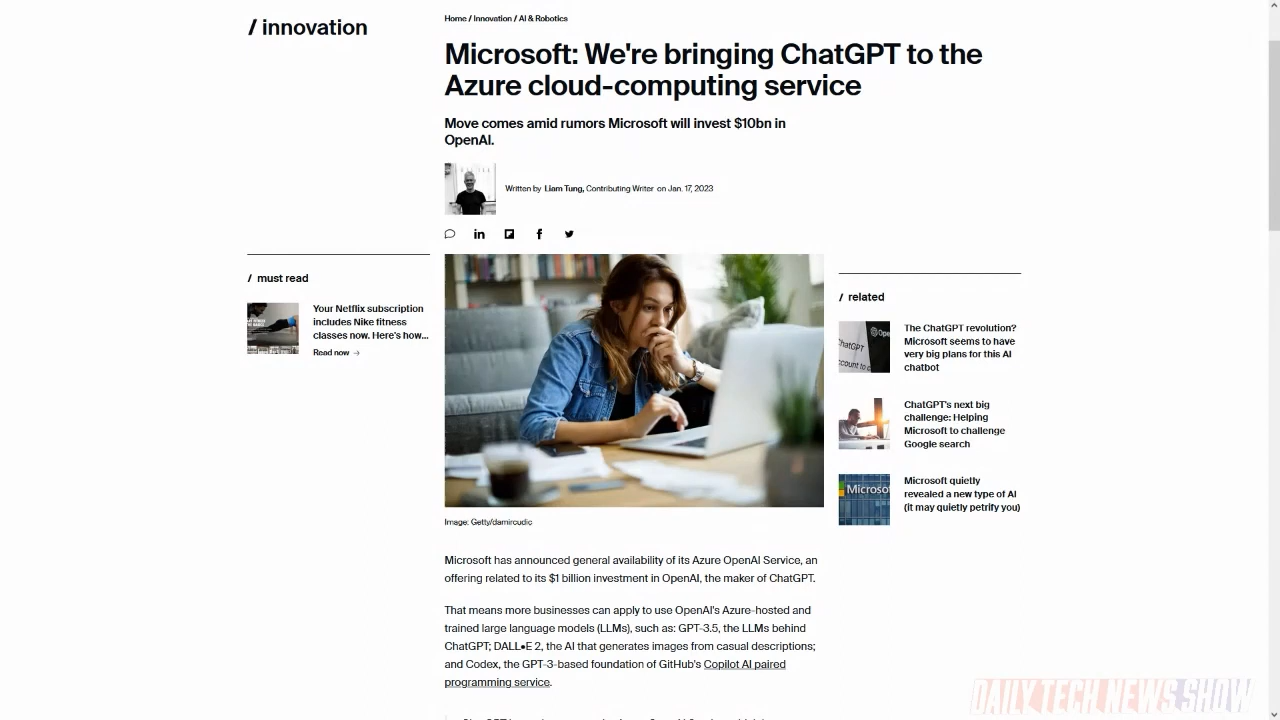 / innovation
Home / Innovation / AI & Robotics
Microsoft: We're bringing ChatGPT to the
Azure cloud-computing service
Move comes amid rumors Microsoft will invest $10bn in
OpenAI.
Written by Liam Tung, Contributing Writer on Jan. 17, 2023
/ must read
Your Netflix subscription
includes Nike fitness
classes now. Here's how...
Read now →
Image: Getty/damircudic
/ related
The ChatGPT revolution?
Microsoft seems to have
very big plans for this AI
chatbot
ChatGPT's next big
challenge: Helping
Microsoft to challenge
Google search
Microsoft
Microsoft quietly
revealed a new type of AI
(it may quietly petrify you)
Microsoft has announced general availability of its Azure OpenAI Service, an
offering related to its $1 billion investment in OpenAI, the maker of ChatGPT.
That means more businesses can apply to use OpenAI's Azure-hosted and
trained large language models (LLMs), such as: GPT-3.5, the LLMs behind
ChatGPT; DALL•E 2, the AI that generates images from casual descriptions;
and Codex, the GPT-3-based foundation of GitHub's Copilot AI paired
programming service.
DAILY TECH NEWS SHOW